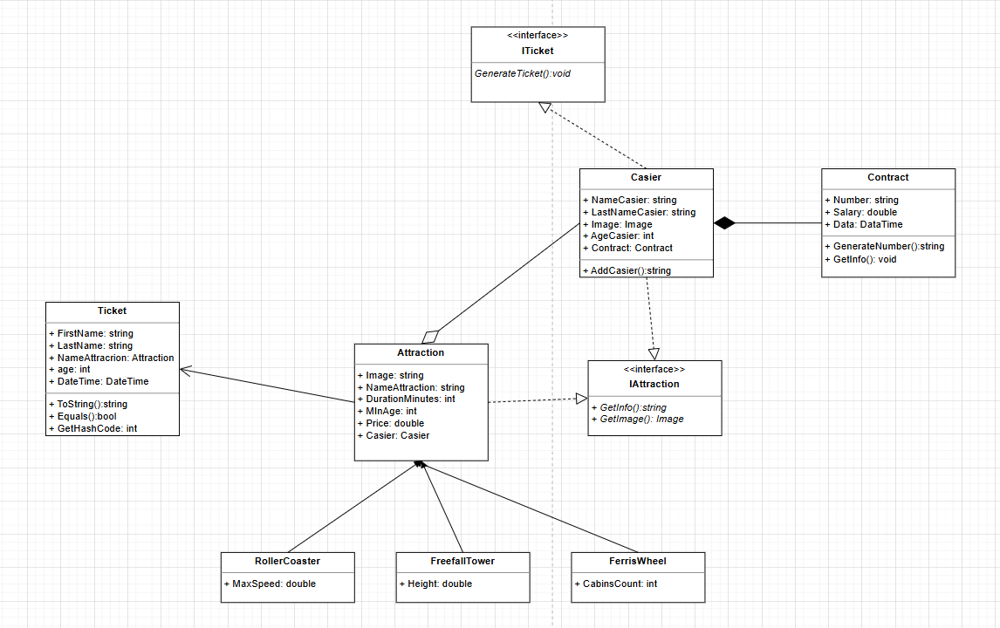 <<interface>>
ITicket
GenerateTicket():void
Casier
+ NameCasier: string
+ LastNameCasier: string
+ Image: Image
+ AgeCasier: int
+ Contract: Contract
+ AddCasier():string
Contract
+ Number: string
+ Salary: double
+ Data: DataTime
+ GenerateNumber():string
+ GetInfo(): void
Ticket
+ FirstName: string
+ LastName: string
+ NameAttracrion: Attraction
+ age: int
+ DateTime: DateTime
+ ToString():string
+ Equals():bool
+ GetHashCode: int
Attraction
+ Image: string
+ NameAttraction: string
+ DurationMinutes: int
+ MInAge: int
+ Price: double
+ Casier: Casier
<<interface>>
IAttraction
+ GetInfo():string
+ GetImage(): Image
RollerCoaster
+ MaxSpeed: double
FreefallTower
+ Height: double
FerrisWheel
+ CabinsCount: int